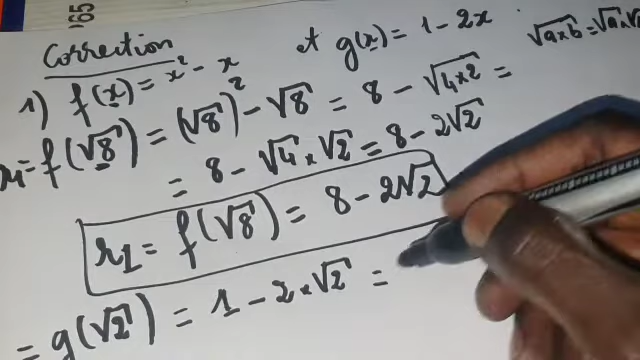 Correction
f(x) = x² - x et g(x) = 1 - 2x
√a×b = √a×√
1)
r₁ = f(√8) = (√8)² - √8 = 8 - √4×2 =
= 8 - √4 × √2 = 8 - 2√2
r₁ = f(√8) = 8 - 2√2
= g(√2) = 1 - 2×√2 =